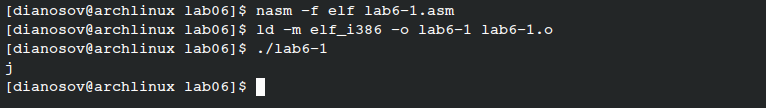 [dianosov@archlinux lab06]$ nasm -f elf lab6-1.asm
[dianosov@archlinux lab06]$ ld -m elf_i386 -o lab6-1 lab6-1.o
[dianosov@archlinux lab06]$ ./lab6-1
j
[dianosov@archlinux lab06]$